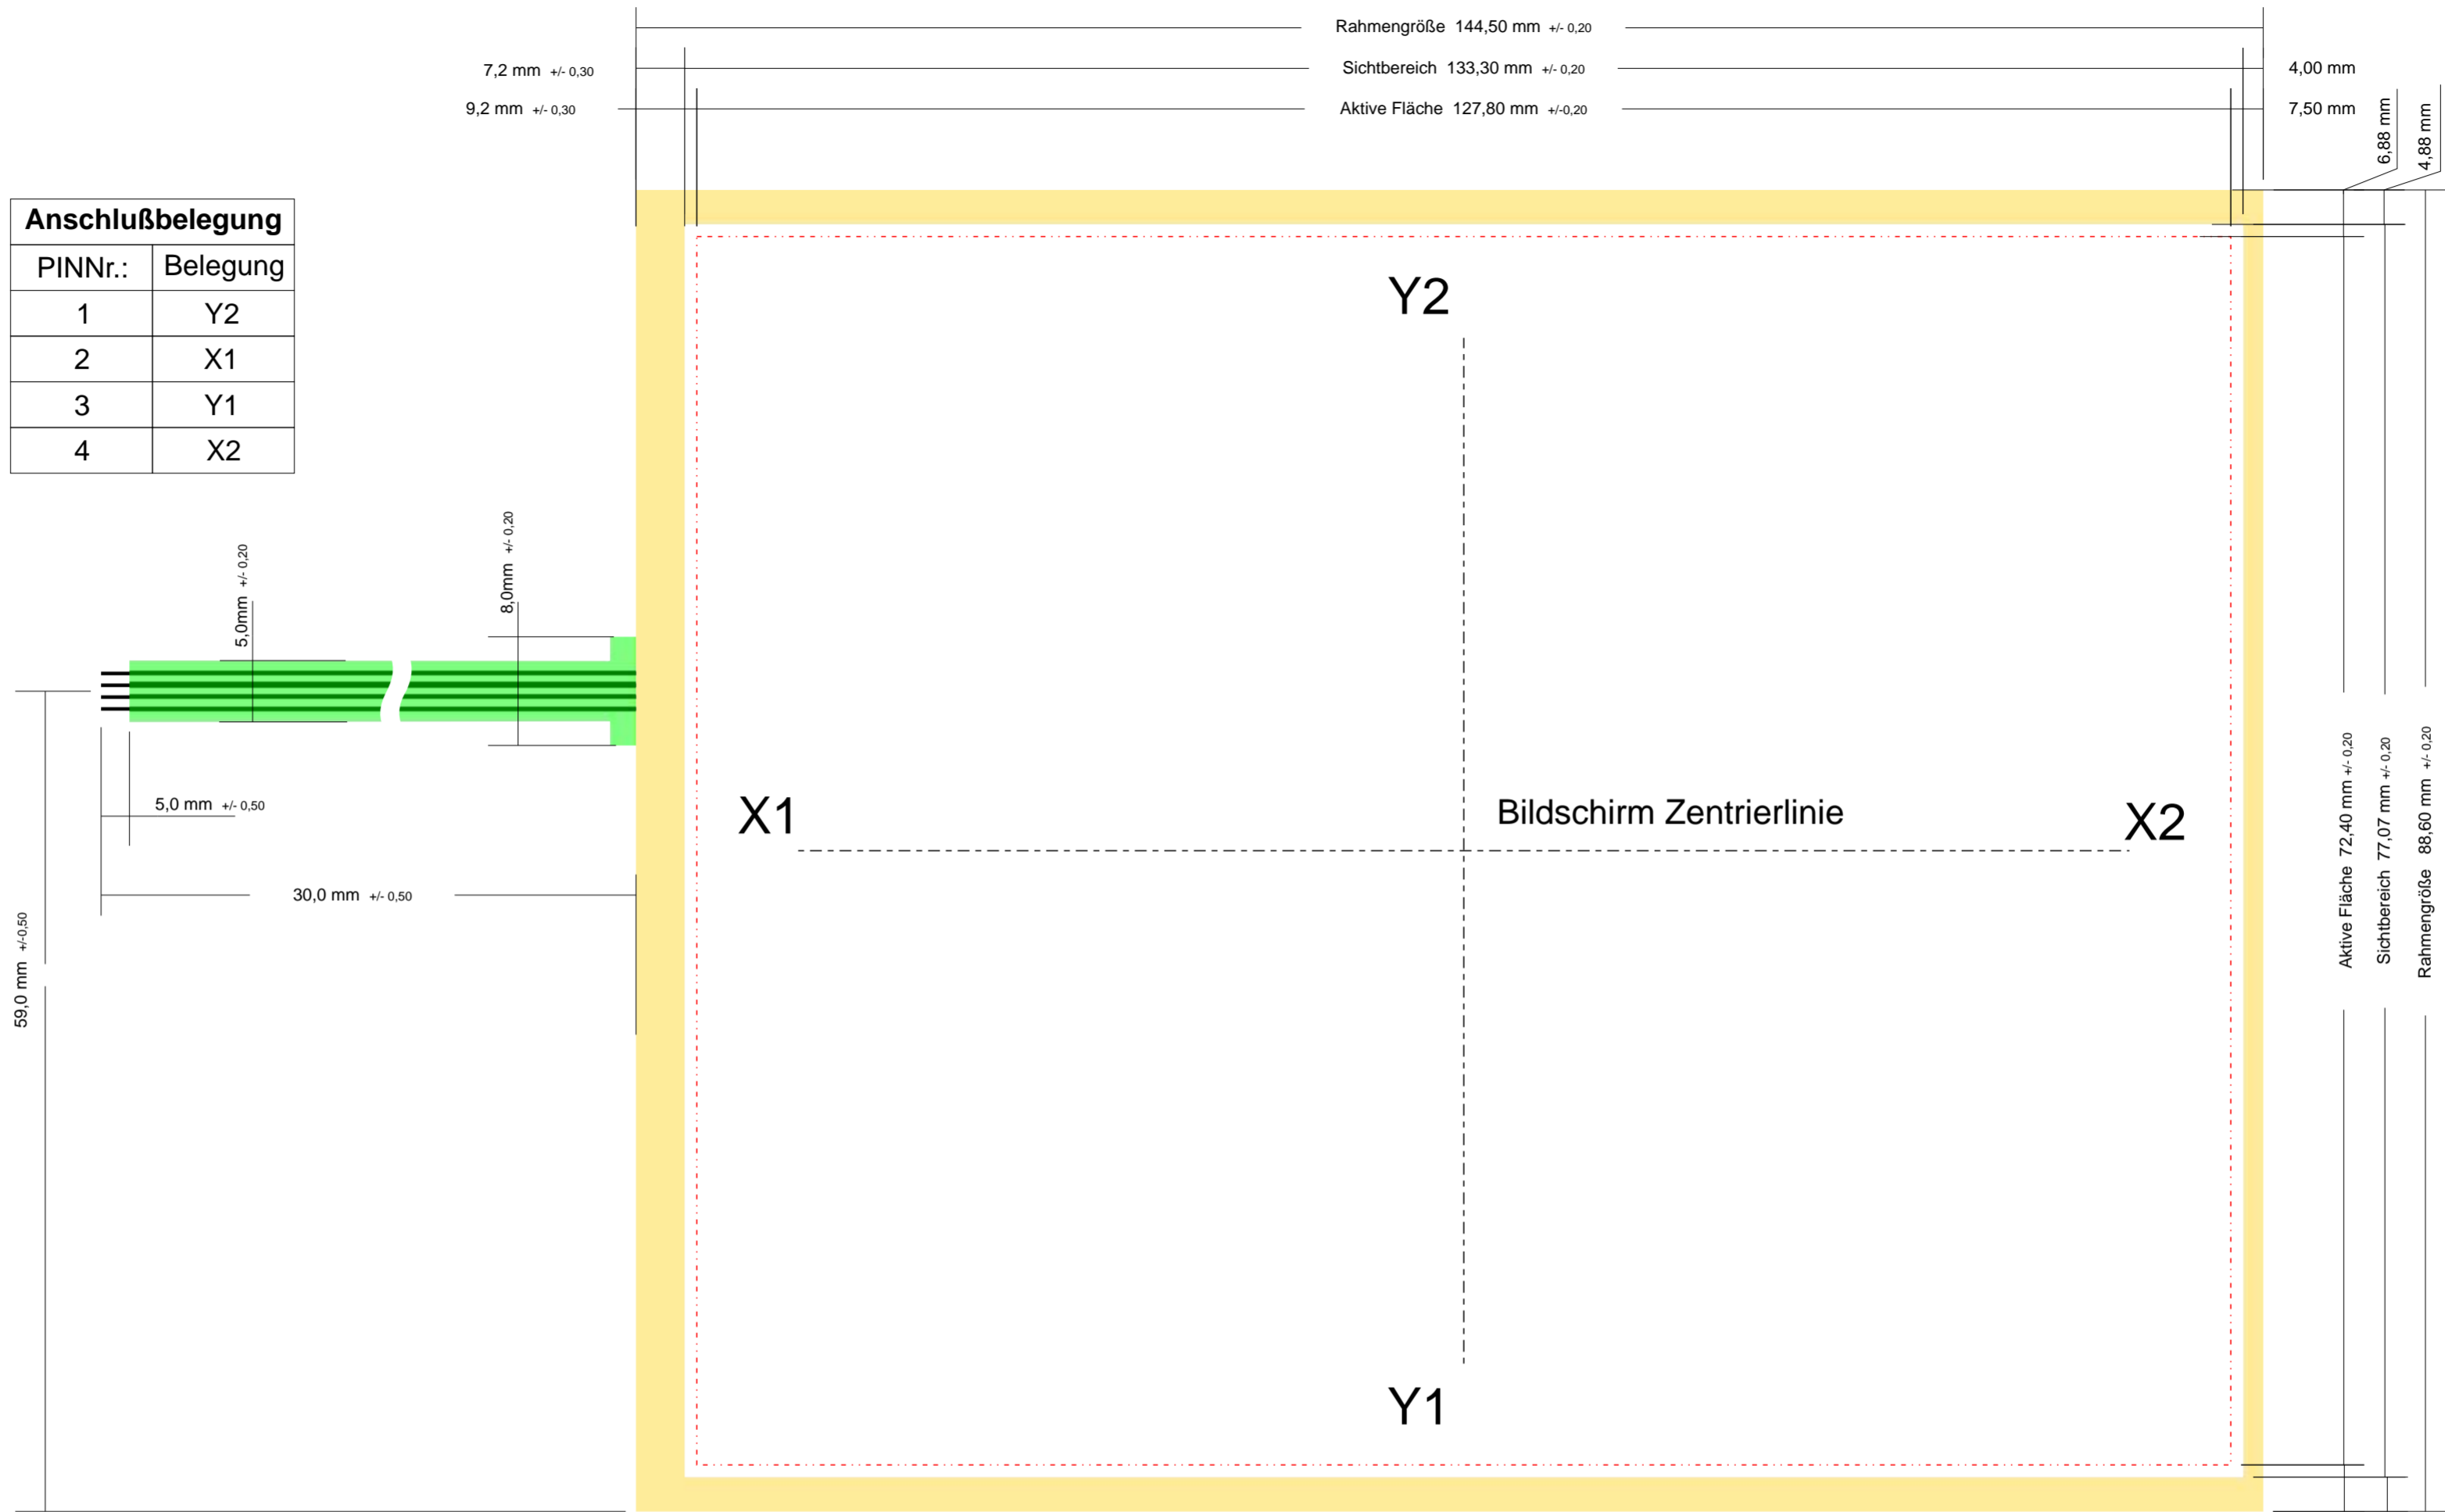 Rahmengröße 144,50 mm +/- 0,20
7,2 mm +/- 0,30
Sichtbereich 133,30 mm +/- 0,20
4,00 mm
9,2 mm +/- 0,30
Aktive Fläche 127,80 mm +/-0,20
7,50 mm
6,88 mm
4,88 mm
Anschlußbelegung
PINNr.: Belegung
1 Y2
2 X1
3 Y1
4 X2
Y2
5,0mm +/- 0,20
8,0mm +/- 0,20
X1
Bildschirm Zentrierlinie
X2
5,0 mm +/- 0,50
30,0 mm +/- 0,50
59,0 mm +/-0,50
Aktive Fläche 72,40 mm +/- 0,20
Sichtbereich 77,07 mm +/- 0,20
Rahmengröße 88,60 mm +/- 0,20
Y1